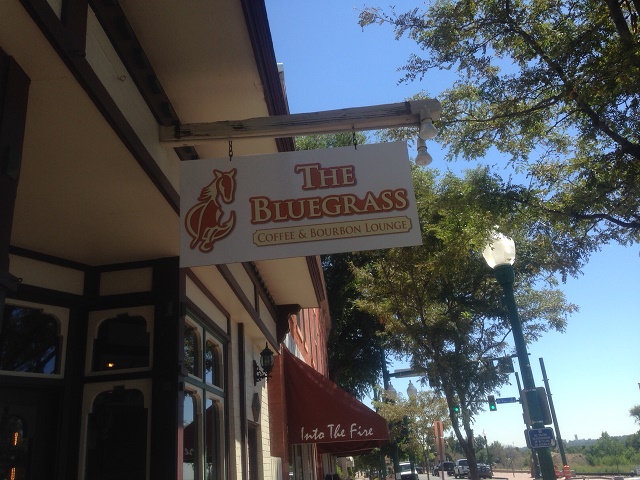 The
Bluegrass
Coffee & Bourbon Lounge
Into The Fire